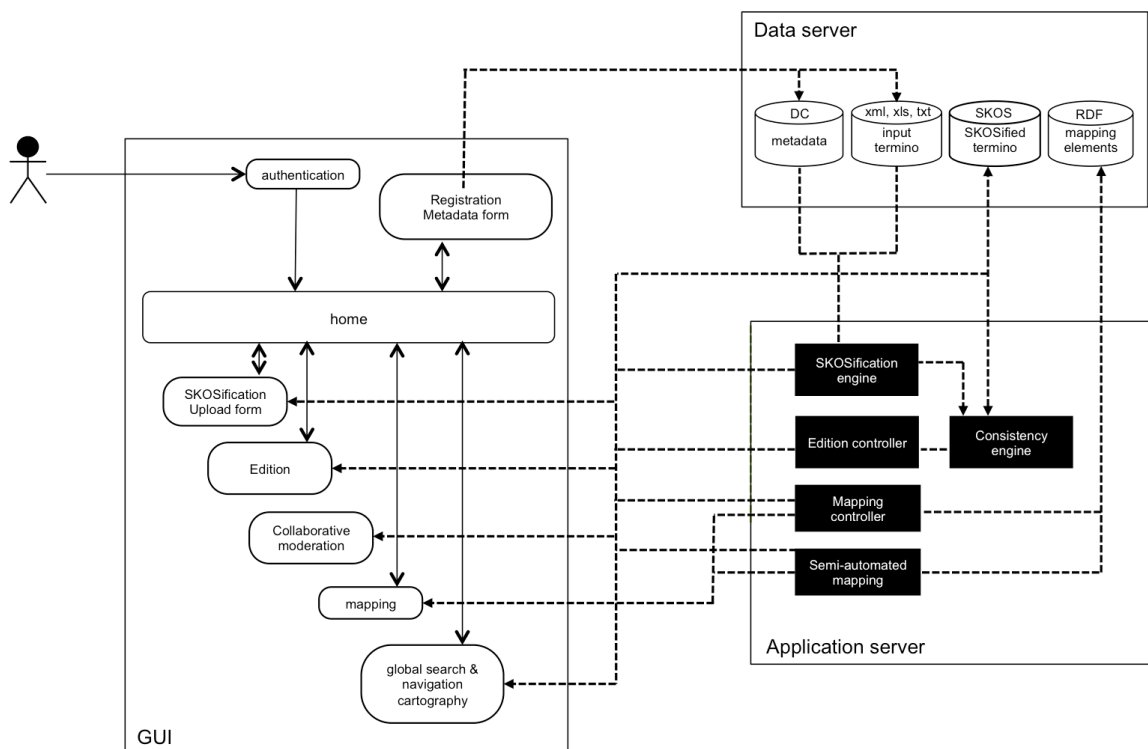 Data server
DC
metadata
xml, xls, txt
input
termino
SKOS
SKOSified
termino
RDF
mapping
elements
authentication
Registration
Metadata form
home
SKOSification
Upload form
Edition
Collaborative
moderation
mapping
global search &
navigation
cartography
GUI
SKOSification
engine
Edition controller
Consistency
engine
Mapping
controller
Semi-automated
mapping
Application server